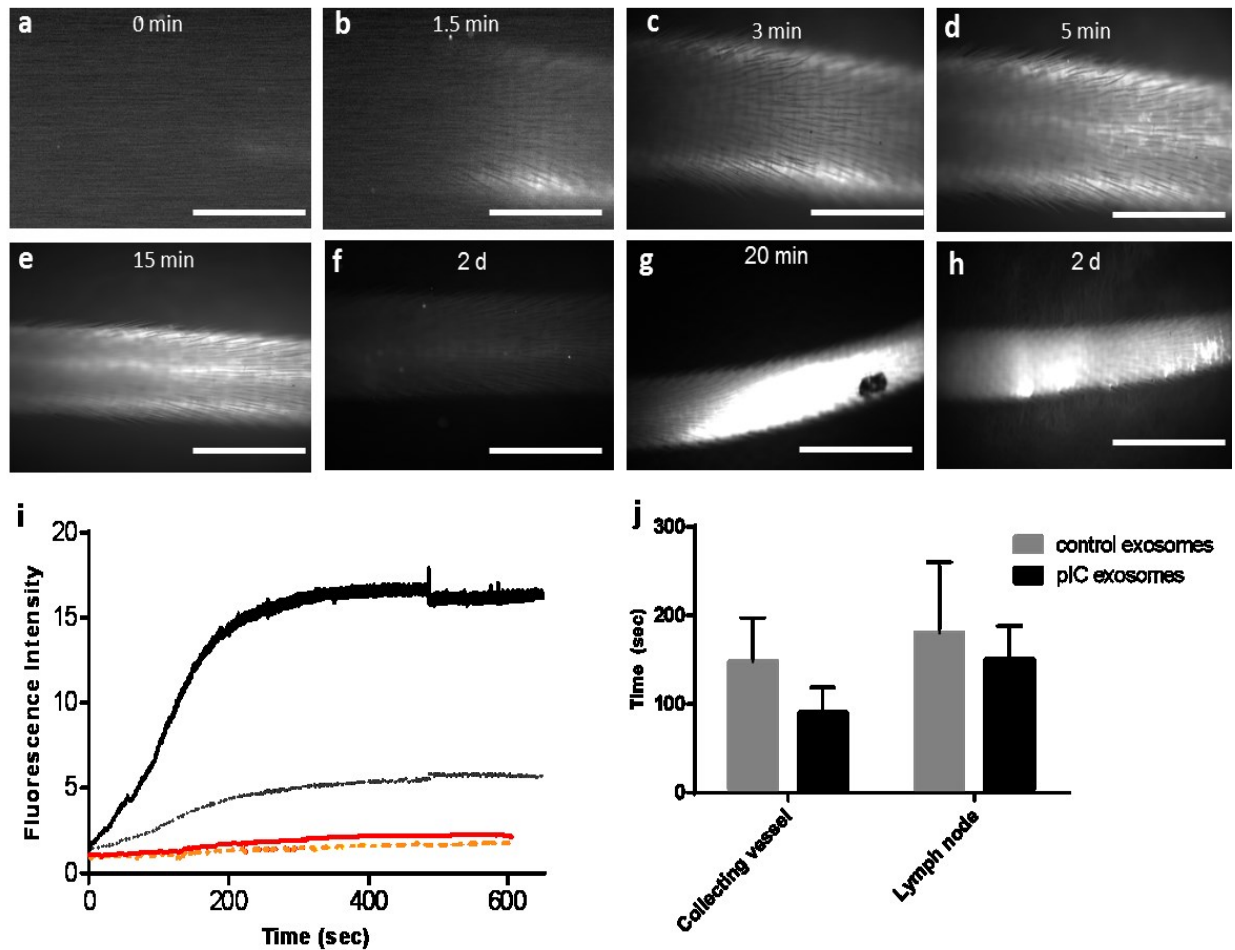 a 0 min
b 1.5 min
c 3 min
d 5 min
e 15 min
f 2 d
g 20 min
h 2 d
i
20
15
10
5
0
Fluorescence Intensity
0 200 400 600
Time (sec)
j
300
200
100
0
Time (sec)
control exosomes
pIC exosomes
Collecting vessel
Lymph node